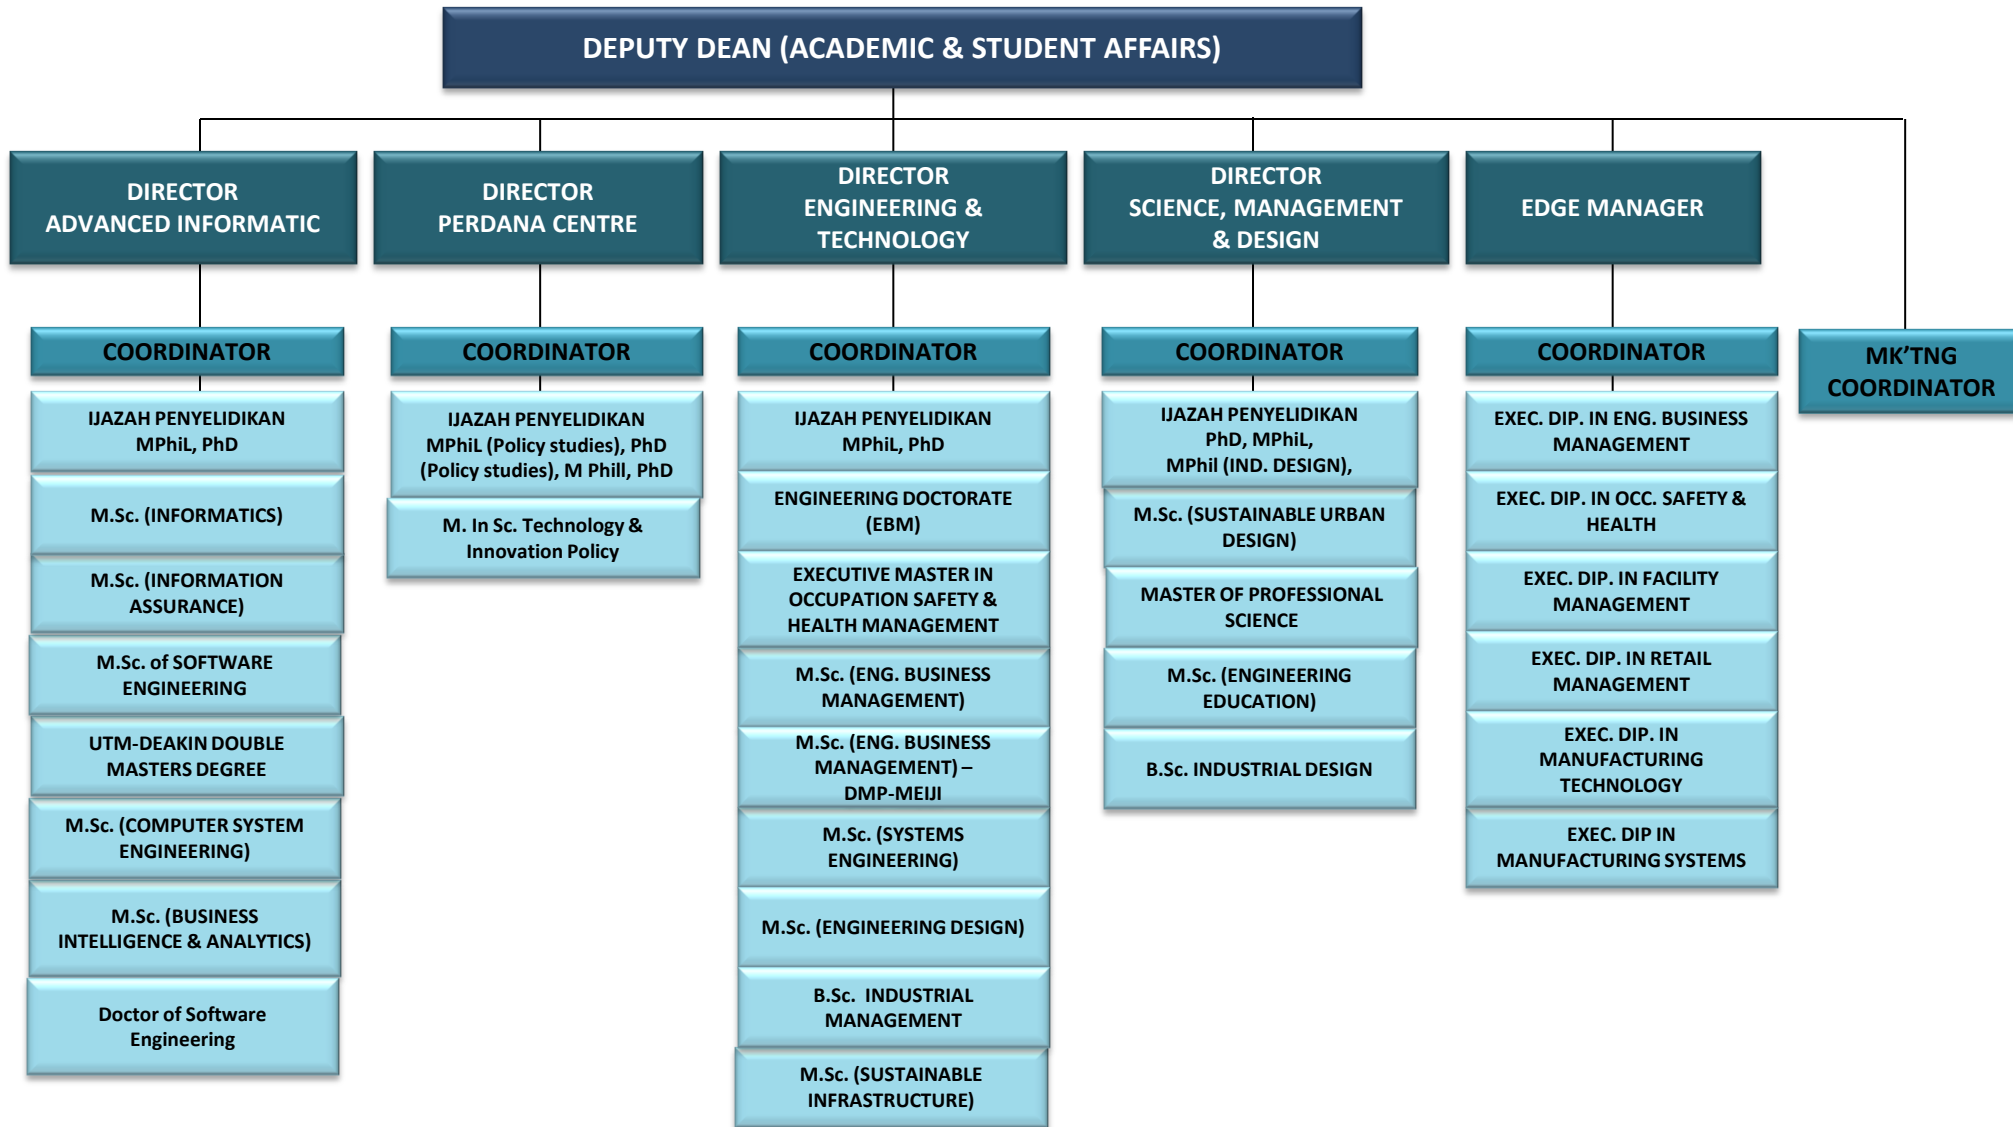 DEPUTY DEAN (ACADEMIC & STUDENT AFFAIRS)
DIRECTOR
ADVANCED INFORMATIC
DIRECTOR
PERDANA CENTRE
DIRECTOR
ENGINEERING &
TECHNOLOGY
DIRECTOR
SCIENCE, MANAGEMENT
& DESIGN
EDGE MANAGER
COORDINATOR
IJAZAH PENYELIDIKAN
MPhiL, PhD
M.Sc. (INFORMATICS)
M.Sc. (INFORMATION
ASSURANCE)
M.Sc. of SOFTWARE
ENGINEERING
UTM-DEAKIN DOUBLE
MASTERS DEGREE
M.Sc. (COMPUTER SYSTEM
ENGINEERING)
M.Sc. (BUSINESS
INTELLIGENCE & ANALYTICS)
Doctor of Software
Engineering
COORDINATOR
IJAZAH PENYELIDIKAN
MPhiL (Policy studies), PhD
(Policy studies), M Phill, PhD
M. In Sc. Technology &
Innovation Policy
COORDINATOR
IJAZAH PENYELIDIKAN
MPhiL, PhD
ENGINEERING DOCTORATE
(EBM)
EXECUTIVE MASTER IN
OCCUPATION SAFETY &
HEALTH MANAGEMENT
M.Sc. (ENG. BUSINESS
MANAGEMENT)
M.Sc. (ENG. BUSINESS
MANAGEMENT) –
DMP-MEIJI
M.Sc. (SYSTEMS
ENGINEERING)
M.Sc. (ENGINEERING DESIGN)
B.Sc. INDUSTRIAL
MANAGEMENT
M.Sc. (SUSTAINABLE
INFRASTRUCTURE)
COORDINATOR
IJAZAH PENYELIDIKAN
PhD, MPhiL,
MPhil (IND. DESIGN),
M.Sc. (SUSTAINABLE URBAN
DESIGN)
MASTER OF PROFESSIONAL
SCIENCE
M.Sc. (ENGINEERING
EDUCATION)
B.Sc. INDUSTRIAL DESIGN
COORDINATOR
EXEC. DIP. IN ENG. BUSINESS
MANAGEMENT
EXEC. DIP. IN OCC. SAFETY &
HEALTH
EXEC. DIP. IN FACILITY
MANAGEMENT
EXEC. DIP. IN RETAIL
MANAGEMENT
EXEC. DIP. IN
MANUFACTURING
TECHNOLOGY
EXEC. DIP IN
MANUFACTURING SYSTEMS
MK’TNG
COORDINATOR